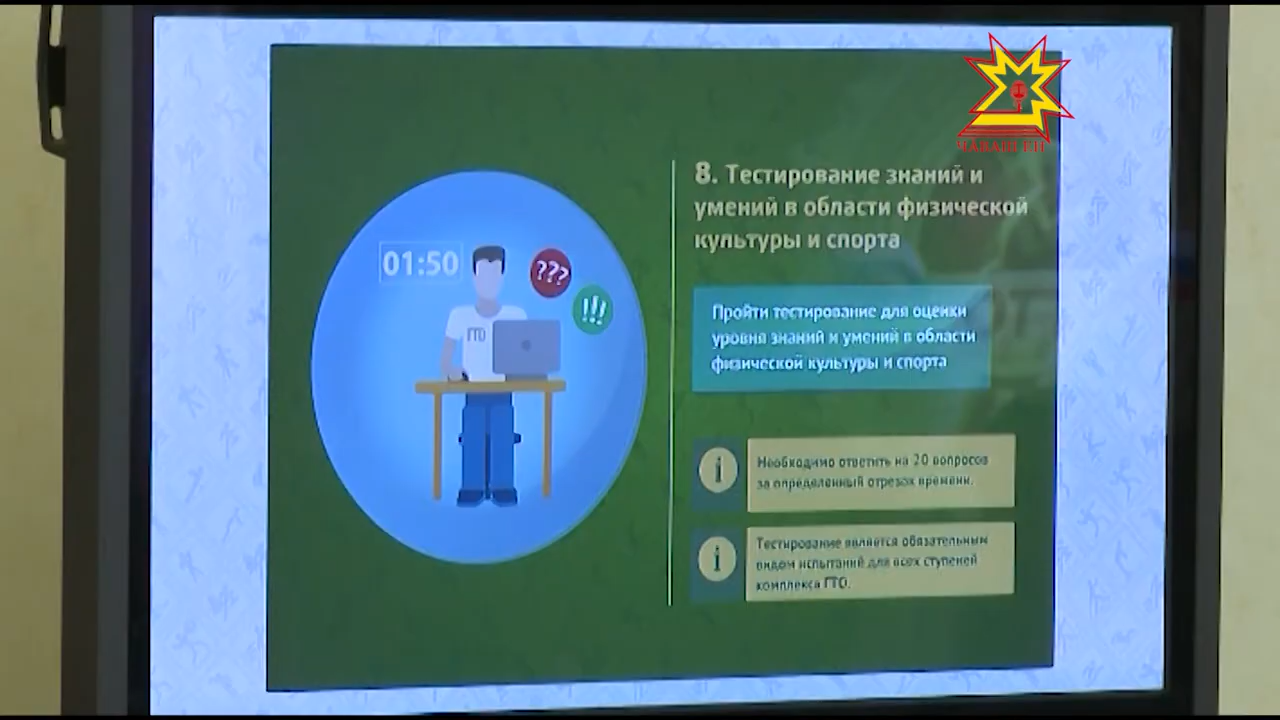 ЧĂВАШ ЕН
8. Тестирование знаний и
умений в области физической
культуры и спорта
01:50
???
!!!
ГТО
Пройти тестирование для оценки
уровня знаний и умений в области
физической культуры и спорта
i
Необходимо ответить на 20 вопросов
за определенный отрезок времени.
i
Тестирование является обязательным
видом испытаний для всех ступеней
комплекса ГТО.